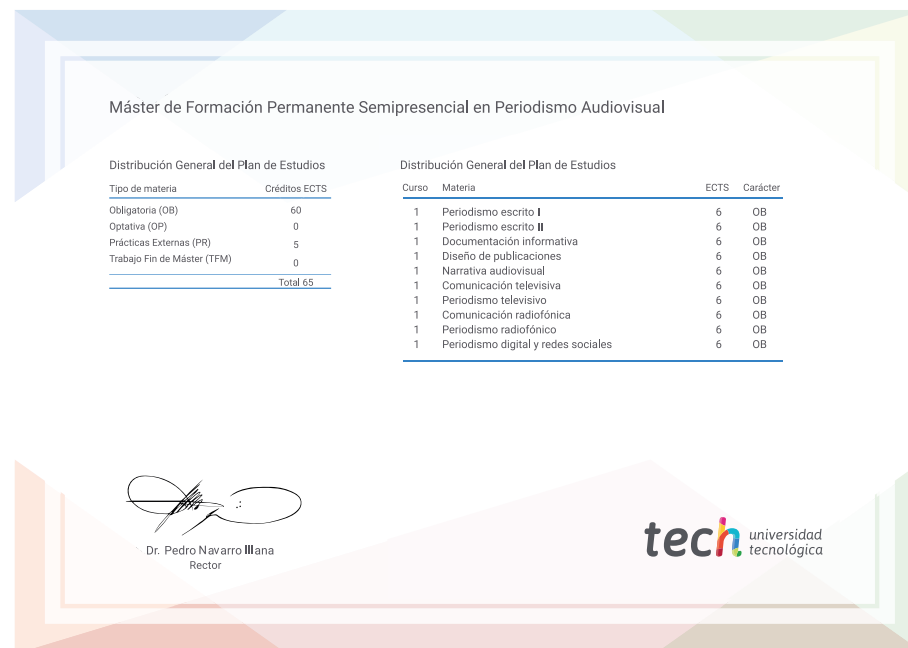 Máster de Formación Permanente Semipresencial en Periodismo Audiovisual
Distribución General del Plan de Estudios
Tipo de materia Créditos ECTS
Obligatoria (OB) 60
Optativa (OP) 0
Prácticas Externas (PR) 5
Trabajo Fin de Máster (TFM) 0
Total 65
Distribución General del Plan de Estudios
Curso Materia ECTS Carácter
1 Periodismo escrito I 6 OB
1 Periodismo escrito II 6 OB
1 Documentación informativa 6 OB
1 Diseño de publicaciones 6 OB
1 Narrativa audiovisual 6 OB
1 Comunicación televisiva 6 OB
1 Periodismo televisivo 6 OB
1 Comunicación radiofónica 6 OB
1 Periodismo radiofónico 6 OB
1 Periodismo digital y redes sociales 6 OB
Dr. Pedro Navarro Illana
Rector
tech universidad
tecnológica